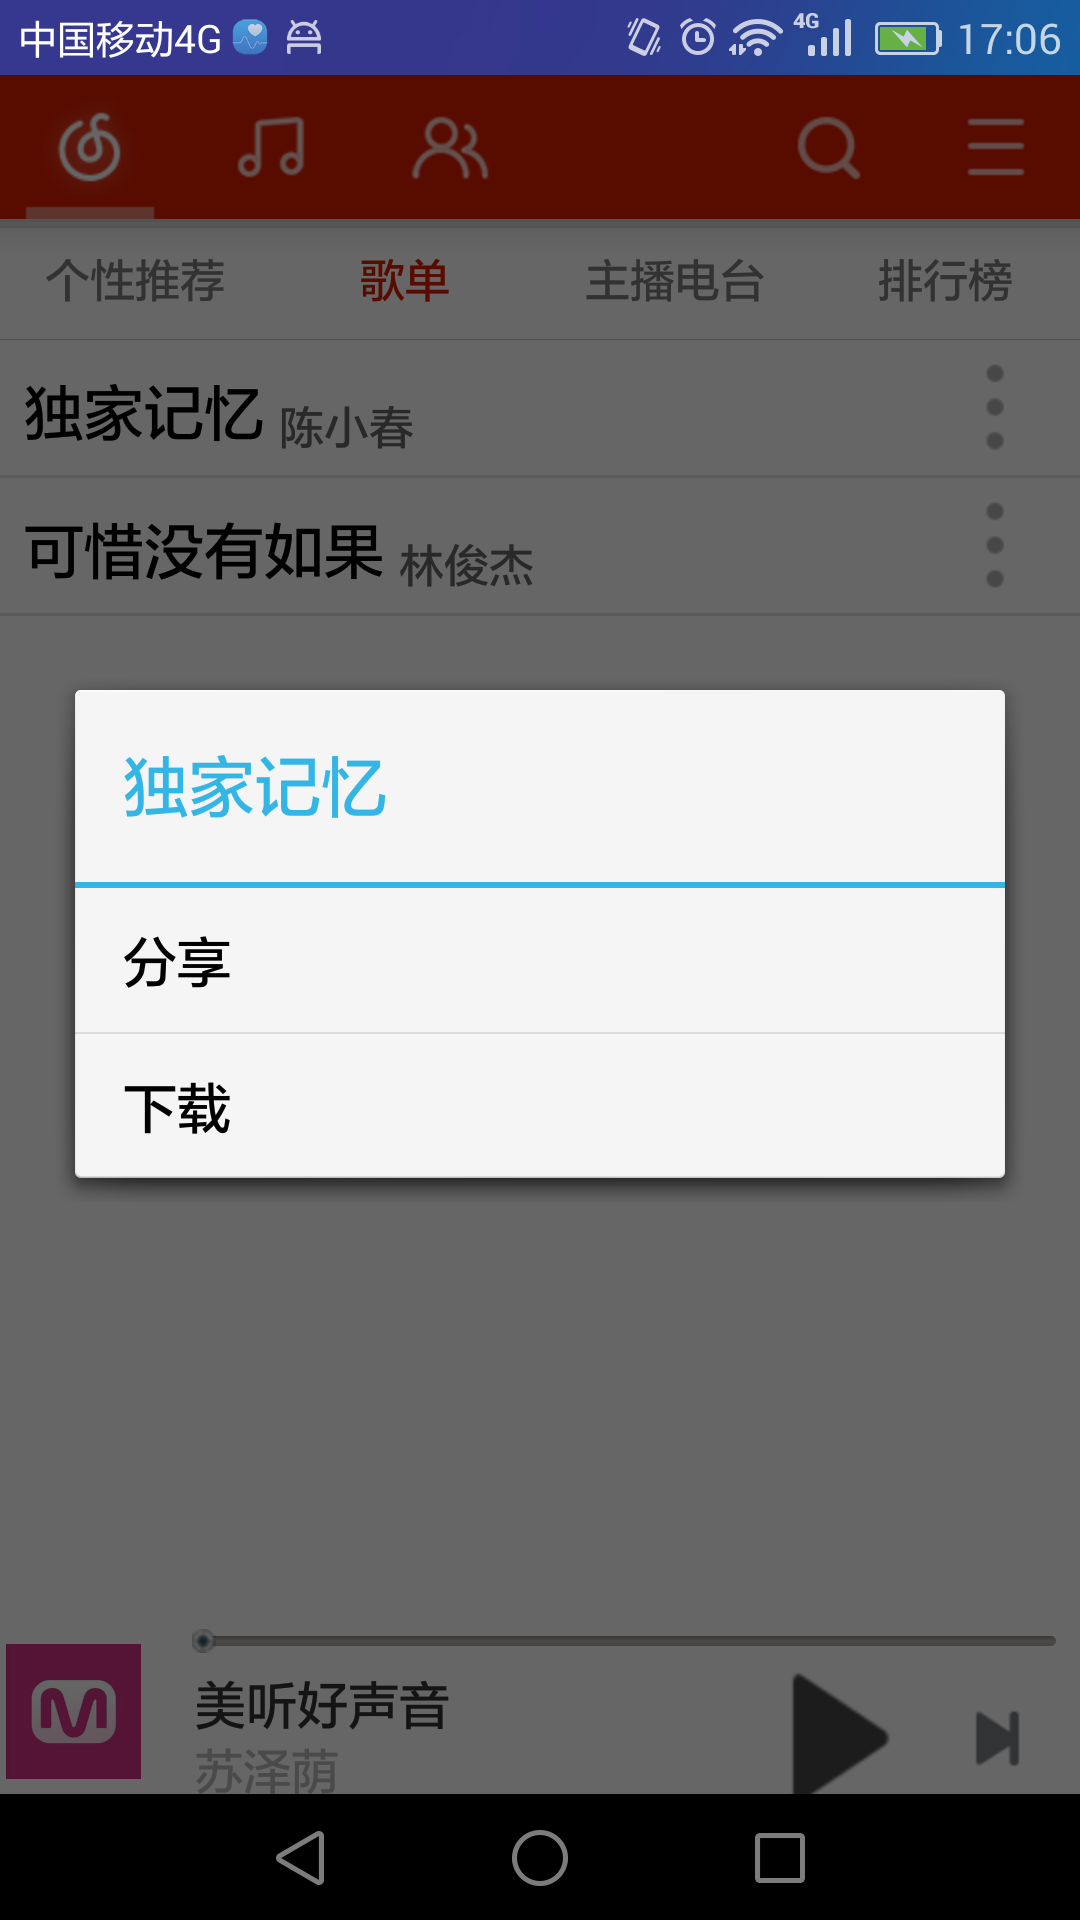 中国移动4G 4G 17:06
个性推荐 歌单 主播电台 排行榜
独家记忆 陈小春
可惜没有如果 林俊杰
独家记忆
分享
下载
美听好声音
苏泽荫